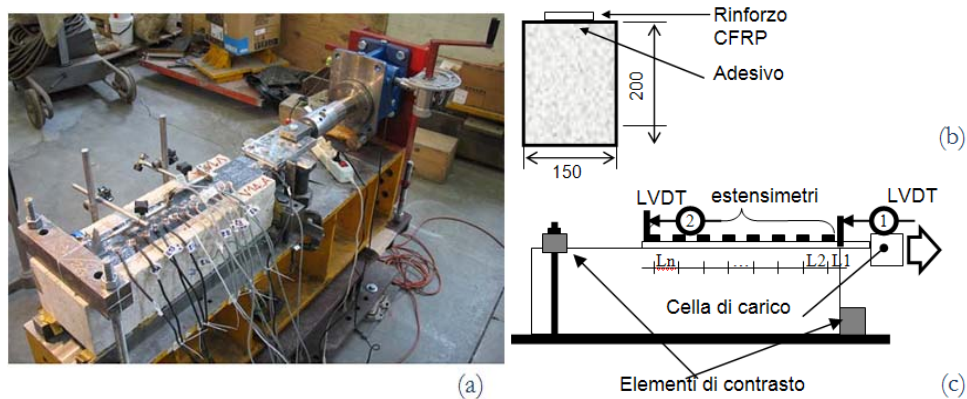 Rinforzo
CFRP
Adesivo
200
150
(b)
LVDT
estensimetri
LVDT
2
1
Ln
...
L2
L1
Cella di carico
Elementi di contrasto
(a)
(c)